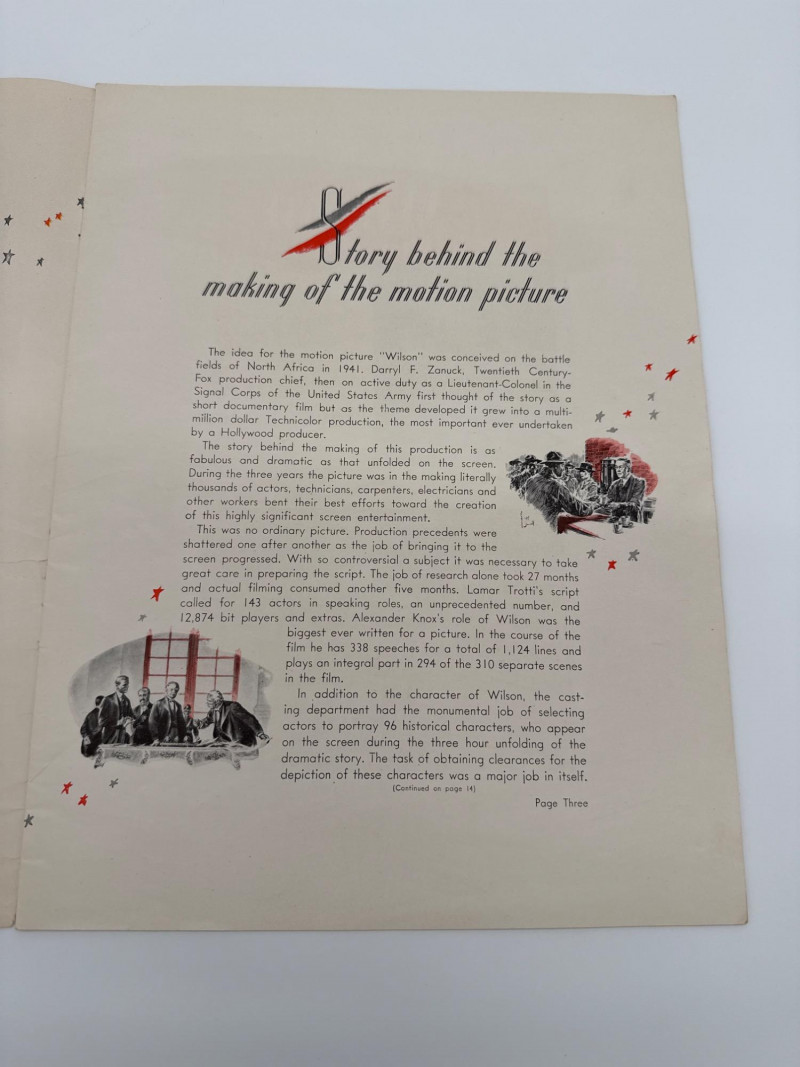 Story behind the
making of the motion picture
The idea for the motion picture "Wilson" was conceived on the battle
fields of North Africa in 1941. Darryl F. Zanuck, Twentieth Century-
Fox production chief, then on active duty as a Lieutenant-Colonel in the
Signal Corps of the United States Army first thought of the story as a
short documentary film but as the theme developed it grew into a multi-
million dollar Technicolor production, the most important ever undertaken
by a Hollywood producer.
The story behind the making of this production is as
fabulous and dramatic as that unfolded on the screen.
During the three years the picture was in the making literally
thousands of actors, technicians, carpenters, electricians and
other workers bent their best efforts toward the creation
of this highly significant screen entertainment.
This was no ordinary picture. Production precedents were
shattered one after another as the job of bringing it to the
screen progressed. With so controversial a subject it was necessary to take
great care in preparing the script. The job of research alone took 27 months
and actual filming consumed another five months. Lamar Trotti's script
called for 143 actors in speaking roles, an unprecedented number, and
12,874 bit players and extras. Alexander Knox's role of Wilson was the
biggest ever written for a picture. In the course of the
film he has 338 speeches for a total of 1,124 lines and
plays an integral part in 294 of the 310 separate scenes
in the film.
In addition to the character of Wilson, the cast-
ing department had the monumental job of selecting
actors to portray 96 historical characters, who appear
on the screen during the three hour unfolding of the
dramatic story. The task of obtaining clearances for the
depiction of these characters was a major job in itself.
(Continued on page 14)
Page Three